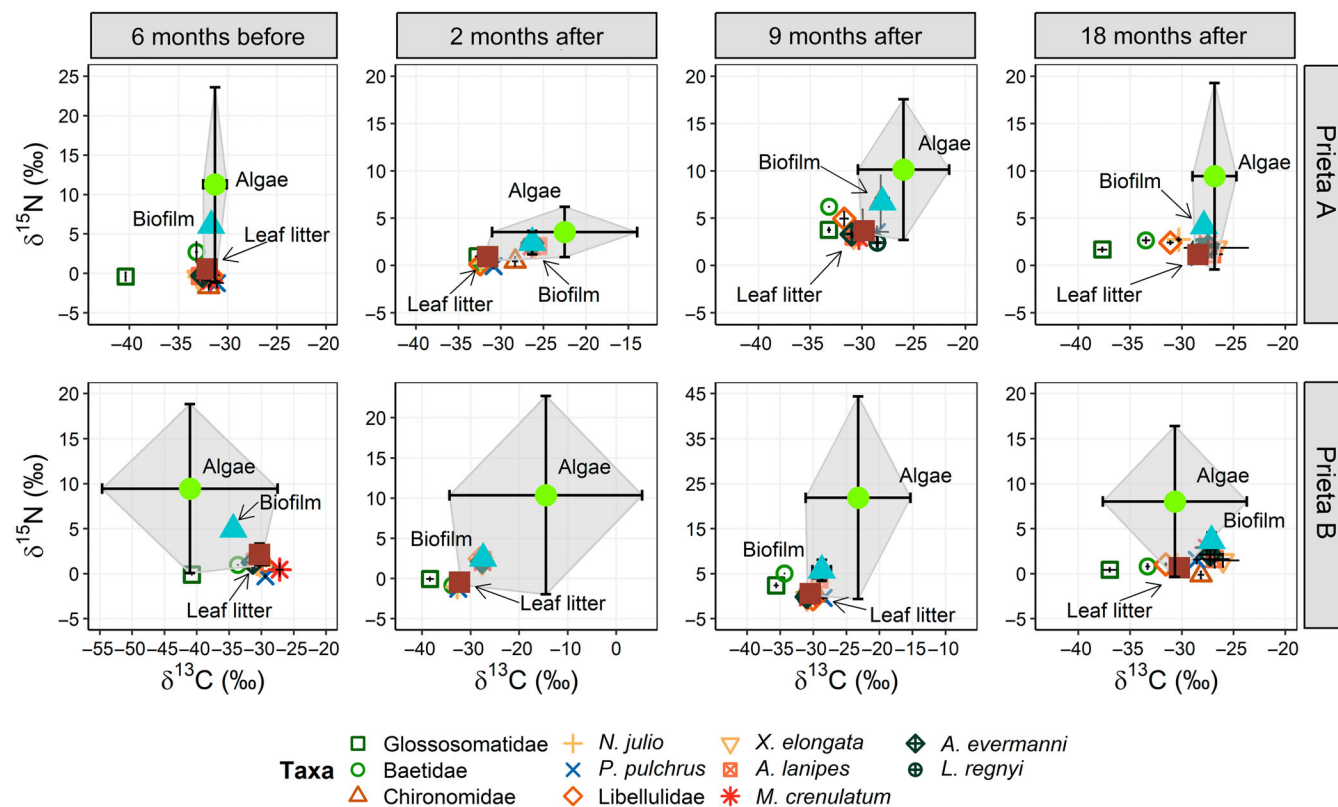 6 months before
2 months after
9 months after
18 months after
δ15N (‰)
25
20
15
10
5
0
−5
−40 −35 −30 −25 −20
Algae
Biofilm
Leaf litter
20
15
10
5
0
−5
−35 −30 −25 −20 −15
Algae
Biofilm
Leaf litter
20
15
10
5
0
−5
−40 −35 −30 −25 −20
Algae
Biofilm
Leaf litter
20
15
10
5
0
−5
−40 −35 −30 −25 −20
Algae
Biofilm
Leaf litter
Prieta A
δ15N (‰)
20
15
10
5
0
−5
−55 −50 −45 −40 −35 −30 −25 −20
δ13C (‰)
Algae
Biofilm
Leaf litter
20
15
10
5
0
−5
−40 −30 −20 −10 0
δ13C (‰)
Algae
Biofilm
Leaf litter
45
35
25
15
5
−5
−40 −35 −30 −25 −20 −15 −10
δ13C (‰)
Algae
Biofilm
Leaf litter
20
15
10
5
0
−5
−40 −35 −30 −25 −20
δ13C (‰)
Algae
Biofilm
Leaf litter
Prieta B
Taxa
Glossosomatidae N. julio X. elongata A. evermanni
Baetidae P. pulchrus A. lanipes L. regnyi
Chironomidae Libellulidae M. crenulatum